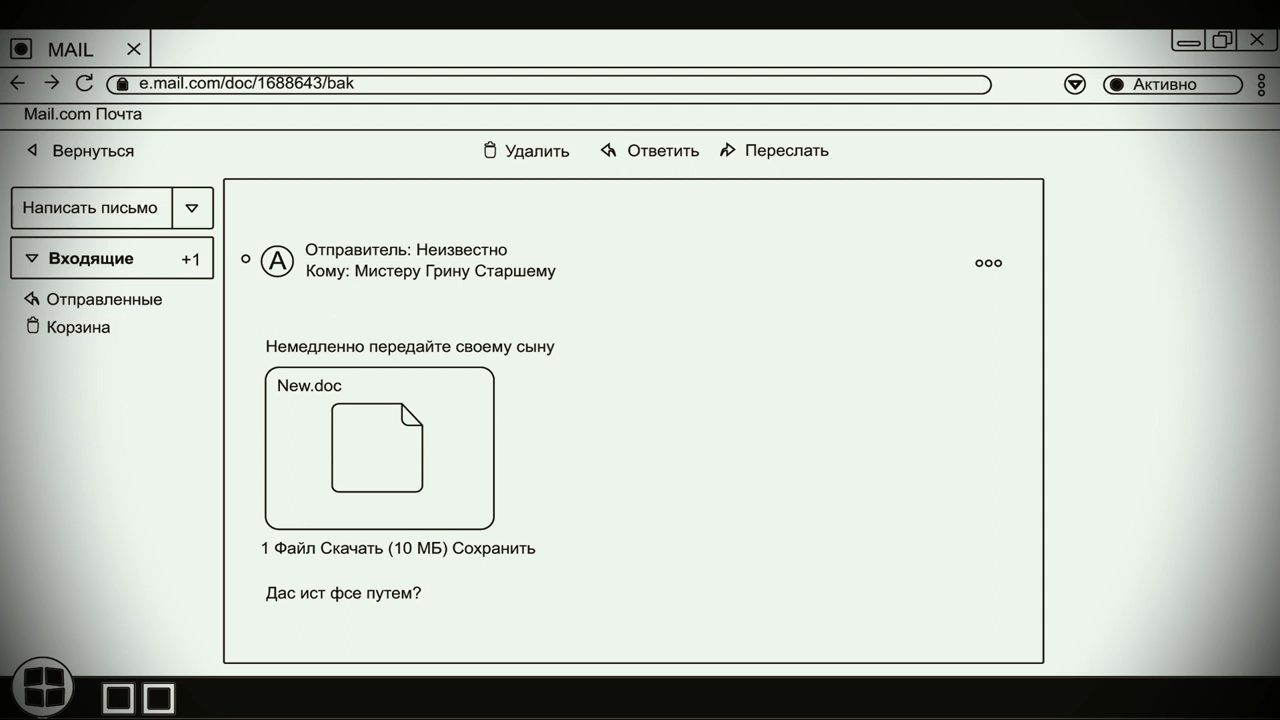 MAIL
e.mail.com/doc/1688643/bak
Активно
Mail.com Почта
Вернуться
Удалить
Ответить
Переслать
Написать письмо
Входящие +1
Отправленные
Корзина
A
Отправитель: Неизвестно
Кому: Мистеру Грину Старшему
Немедленно передайте своему сыну
New.doc
1 Файл Скачать (10 МБ) Сохранить
Дас ист фсе путем?